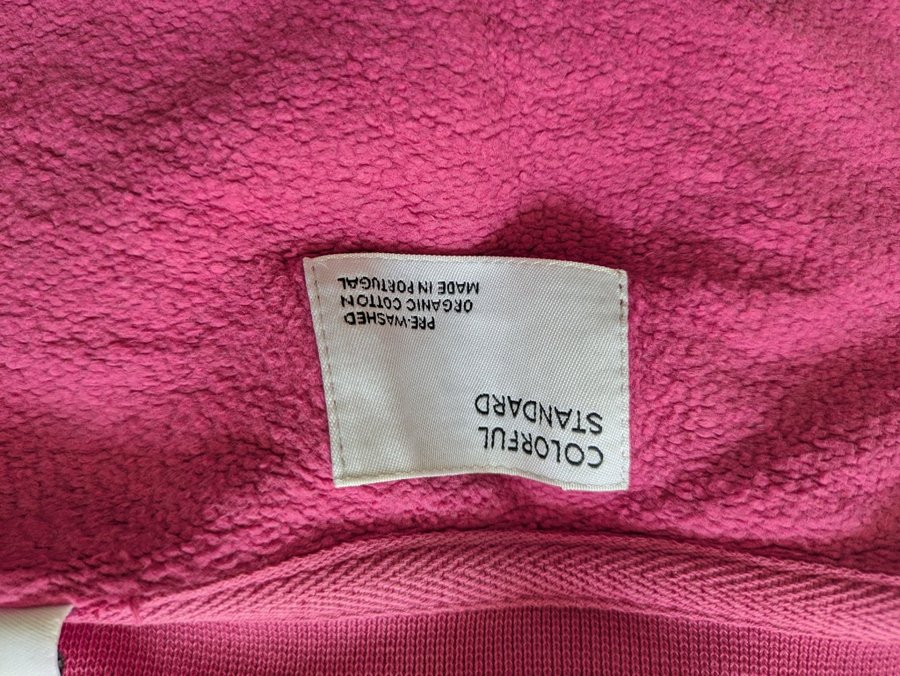 COLORFUL
STANDARD
PRE-WASHED
ORGANIC COTTON
MADE IN PORTUGAL